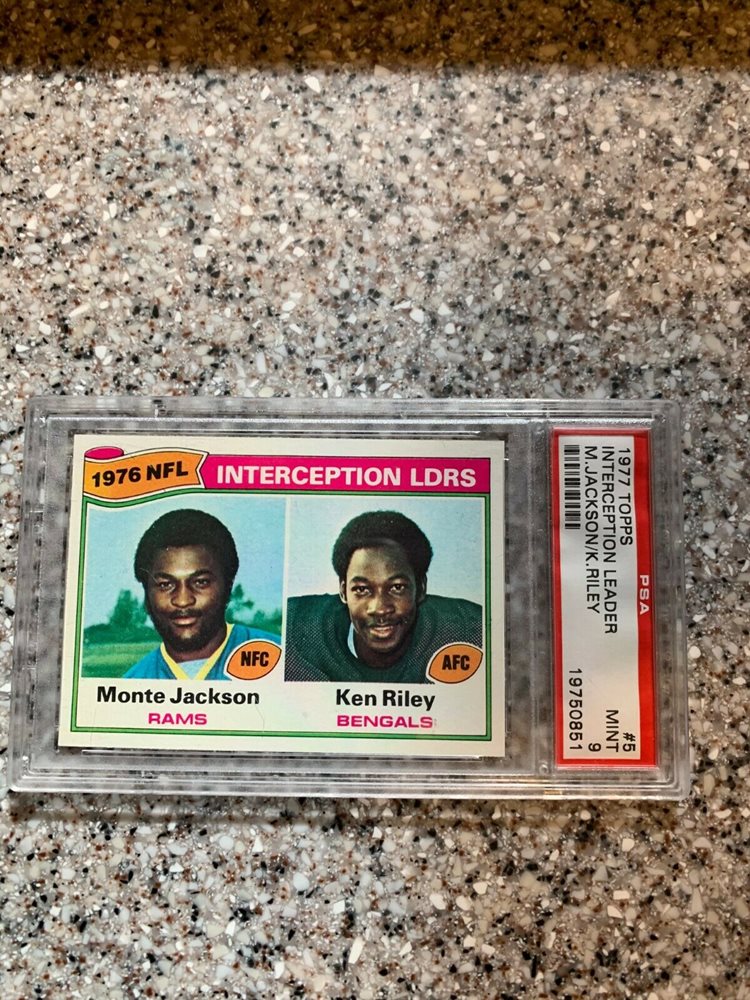 1976 NFL
INTERCEPTION LDRS
NFC
AFC
Monte Jackson
Ken Riley
RAMS
BENGALS
PSA
1977 TOPPS
#5
INTERCEPTION LEADER
MINT
M.JACKSON/K.RILEY
9
19750851